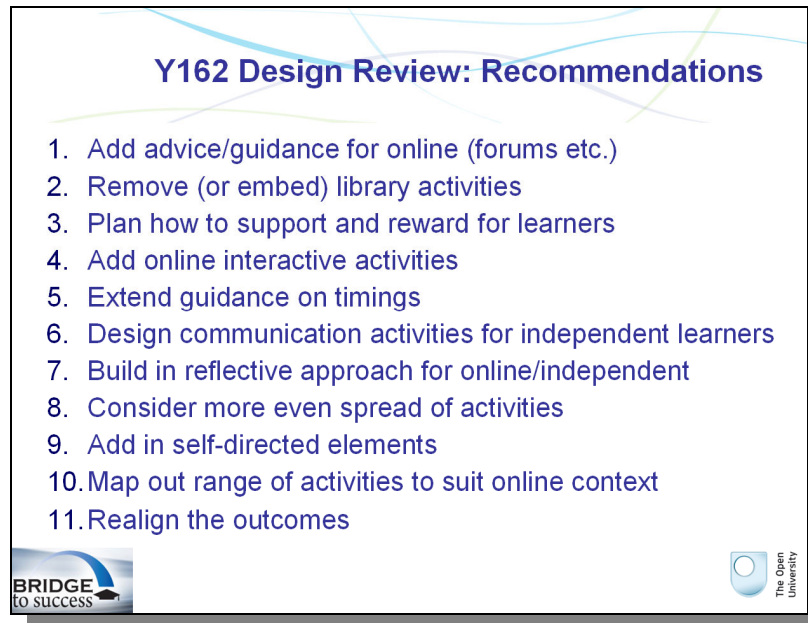 Y162 Design Review: Recommendations
1. Add advice/guidance for online (forums etc.)
2. Remove (or embed) library activities
3. Plan how to support and reward for learners
4. Add online interactive activities
5. Extend guidance on timings
6. Design communication activities for independent learners
7. Build in reflective approach for online/independent
8. Consider more even spread of activities
9. Add in self-directed elements
10. Map out range of activities to suit online context
11. Realign the outcomes
BRIDGE
to success
The Open
University